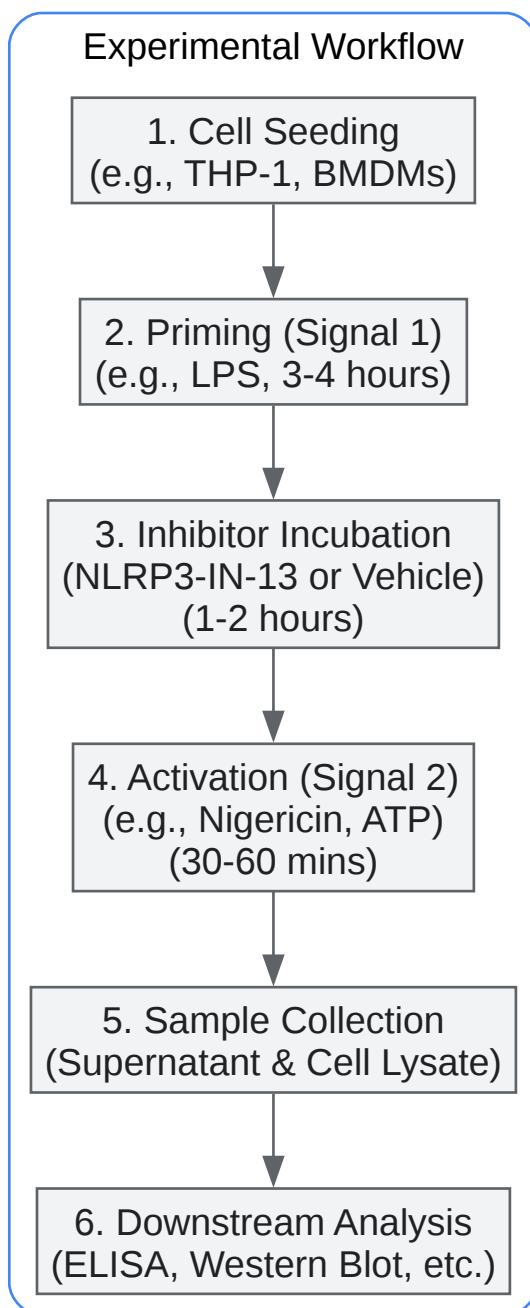 Experimental Workflow
1. Cell Seeding
(e.g., THP-1, BMDMs)
2. Priming (Signal 1)
(e.g., LPS, 3-4 hours)
3. Inhibitor Incubation
(NLRP3-IN-13 or Vehicle)
(1-2 hours)
4. Activation (Signal 2)
(e.g., Nigericin, ATP)
(30-60 mins)
5. Sample Collection
(Supernatant & Cell Lysate)
6. Downstream Analysis
(ELISA, Western Blot, etc.)